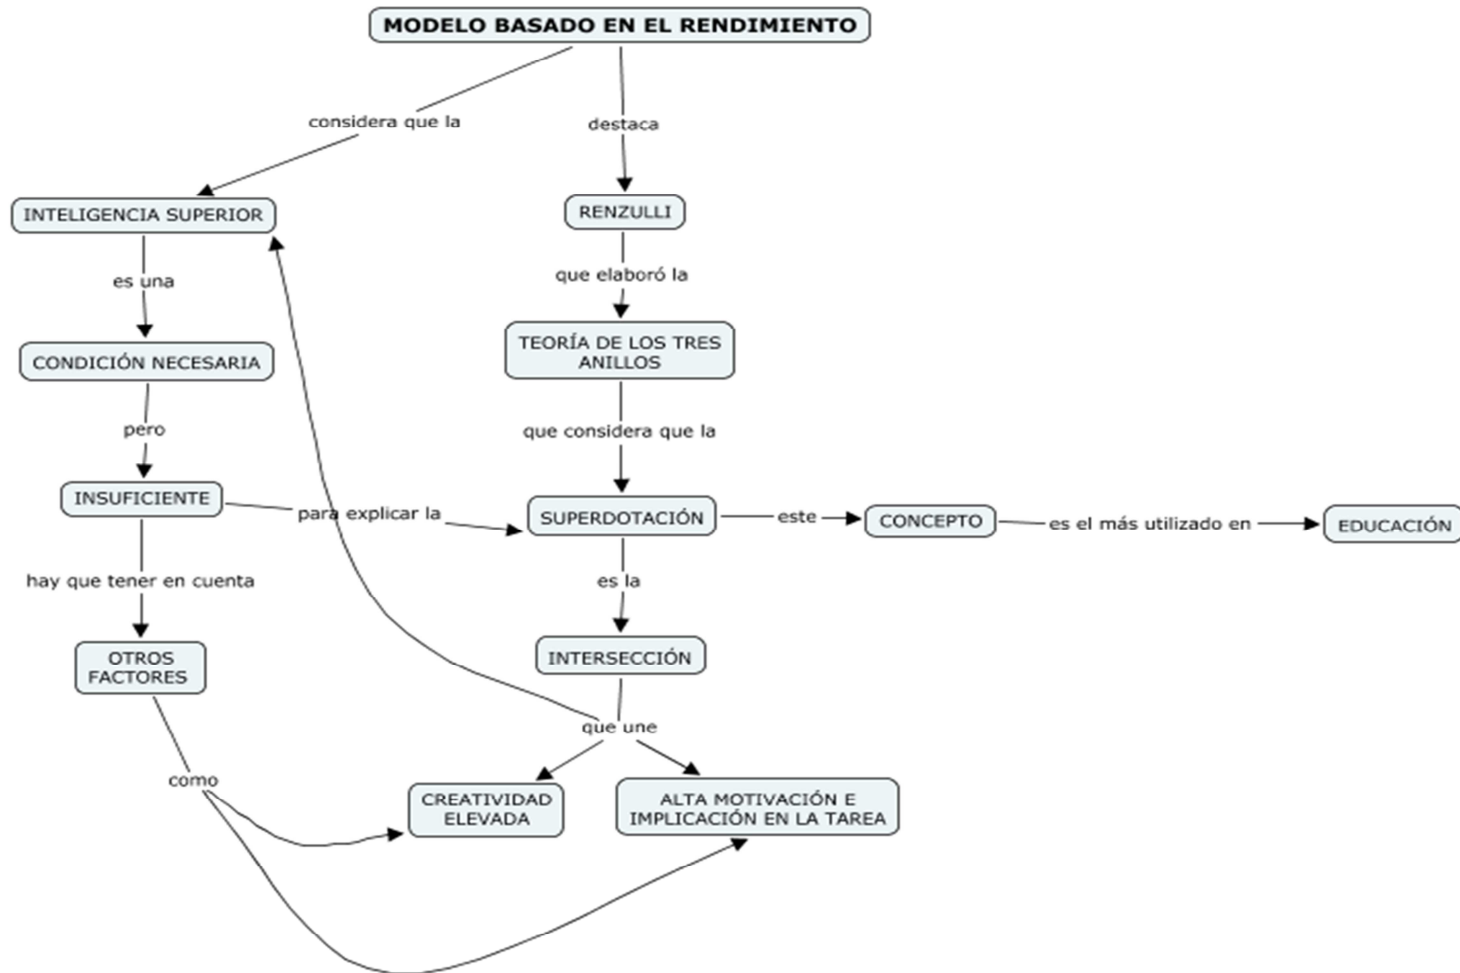 MODELO BASADO EN EL RENDIMIENTO
considera que la
destaca
INTELIGENCIA SUPERIOR
RENZULLI
es una
que elaboró la
CONDICIÓN NECESARIA
TEORÍA DE LOS TRES
ANILLOS
pero
que considera que la
INSUFICIENTE
para explicar la
SUPERDOTACIÓN
este
CONCEPTO
es el más utilizado en
EDUCACIÓN
hay que tener en cuenta
es la
OTROS
FACTORES
INTERSECCIÓN
que une
como
CREATIVIDAD
ELEVADA
ALTA MOTIVACIÓN E
IMPLICACIÓN EN LA TAREA